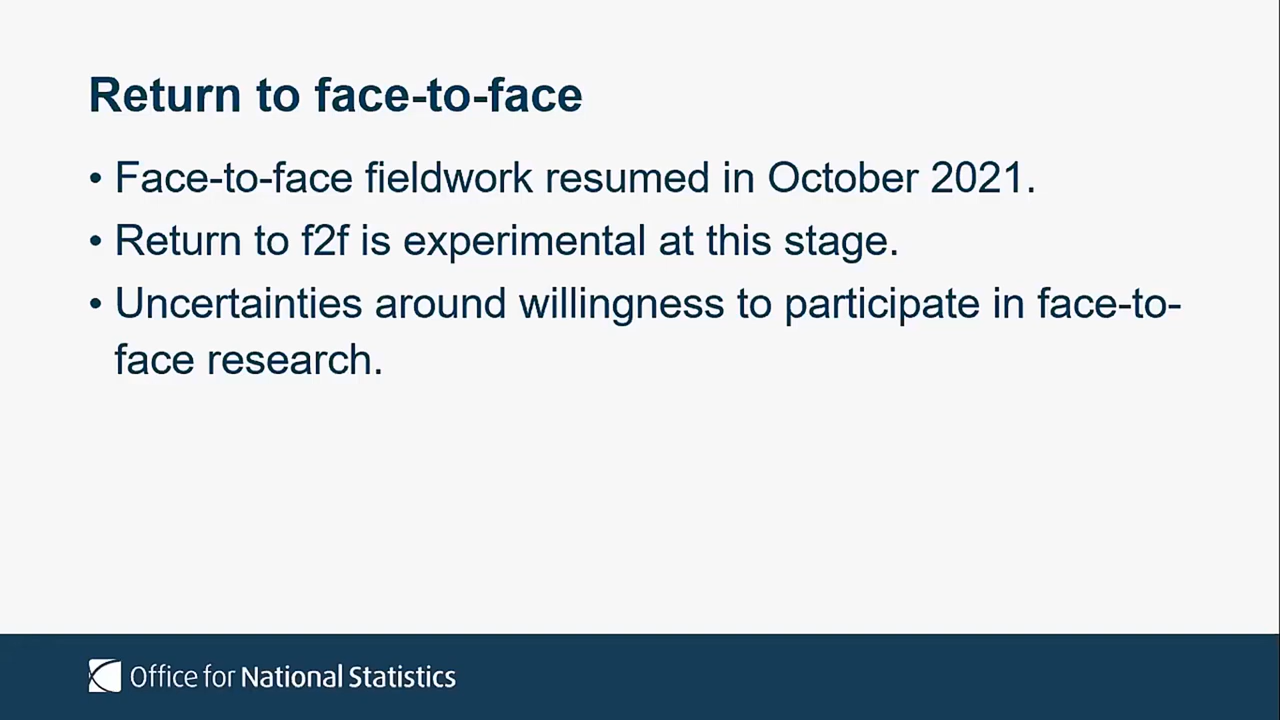 Return to face-to-face
• Face-to-face fieldwork resumed in October 2021.
• Return to f2f is experimental at this stage.
• Uncertainties around willingness to participate in face-to-
face research.
Office for National Statistics